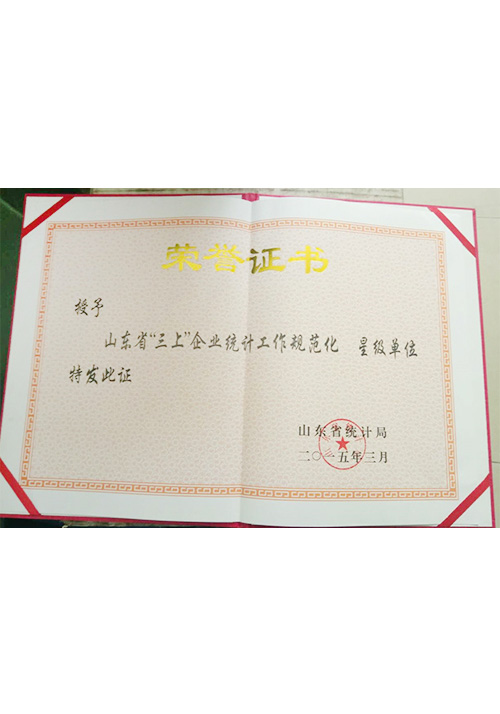 荣誉证书
授予
山东省“三上”企业统计工作规范化 星级单位
特发此证
山东省统计局
二〇一五年三月